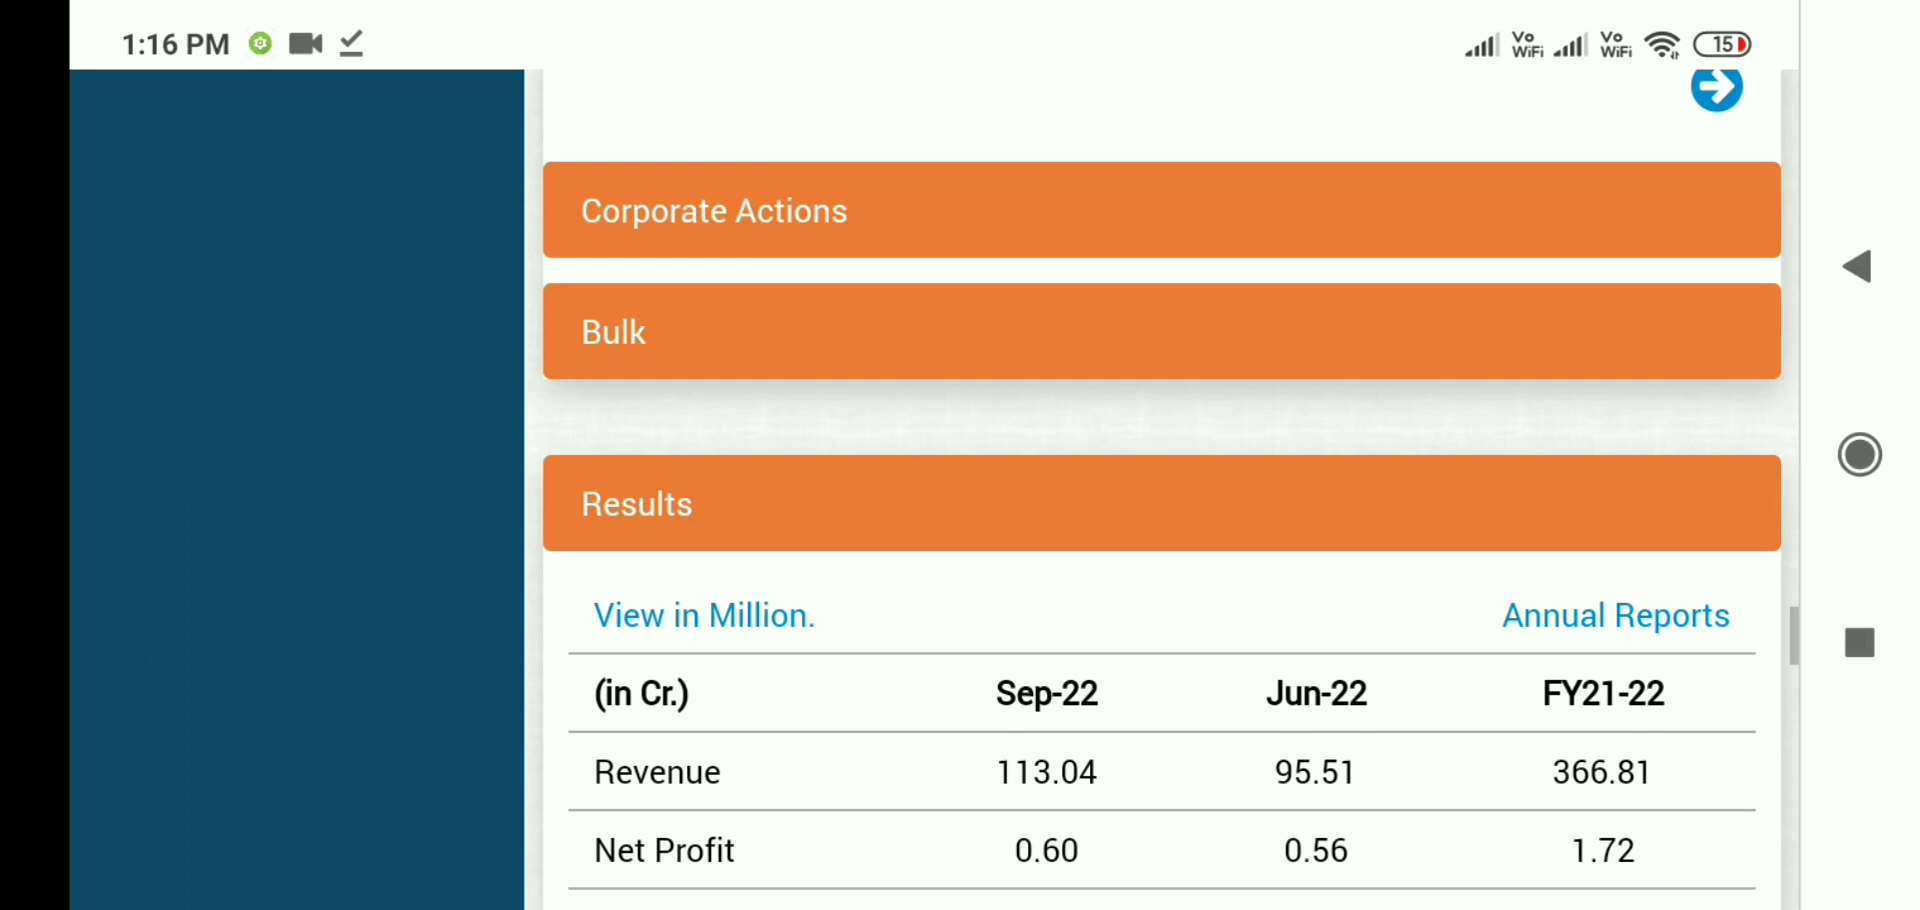 1:16 PM Vo WiFi Vo WiFi 15
Corporate Actions
Bulk
Results
View in Million. Annual Reports
(in Cr.) Sep-22 Jun-22 FY21-22
Revenue 113.04 95.51 366.81
Net Profit 0.60 0.56 1.72